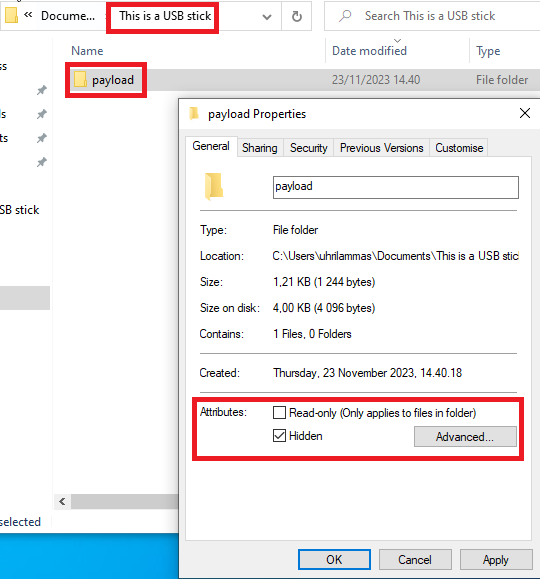 « Docume... > This is a USB stick
Search This is a USB stick
Name Date modified Type
payload 23/11/2023 14.40 File folder
SB stick
selected
payload Properties
General Sharing Security Previous Versions Customise
payload
Type: File folder
Location: C:\Users\uhrilammas\Documents\This is a USB sticl
Size: 1,21 KB (1 244 bytes)
Size on disk: 4,00 KB (4 096 bytes)
Contains: 1 Files, 0 Folders
Created: Thursday, 23 November 2023, 14.40.18
Attributes: Read-only (Only applies to files in folder)
Hidden Advanced...
OK Cancel Apply